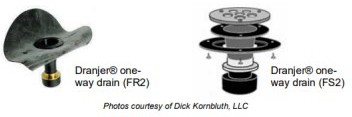 Dranjer® one-
way drain (FR2)
Dranjer® one-
way drain (FS2)
Photos courtesy of Dick Kornbluth, LLC